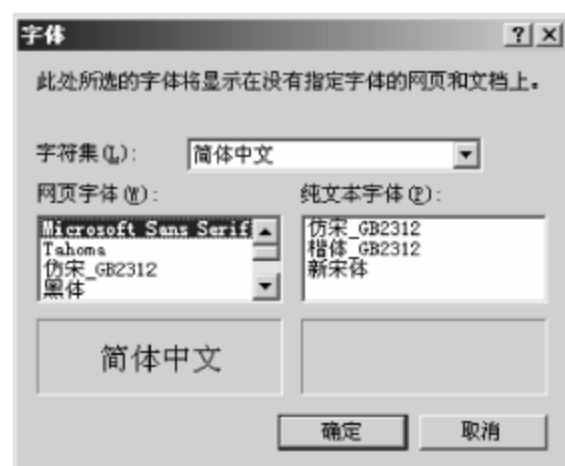 字体
此处所选的字体将显示在没有指定字体的网页和文档上。
字符集(L): 简体中文
网页字体(W): 纯文本字体(P):
Microsoft Sans Serif
Tahoma
仿宋_GB2312
黑体
仿宋_GB2312
楷体_GB2312
新宋体
简体中文
确定 取消